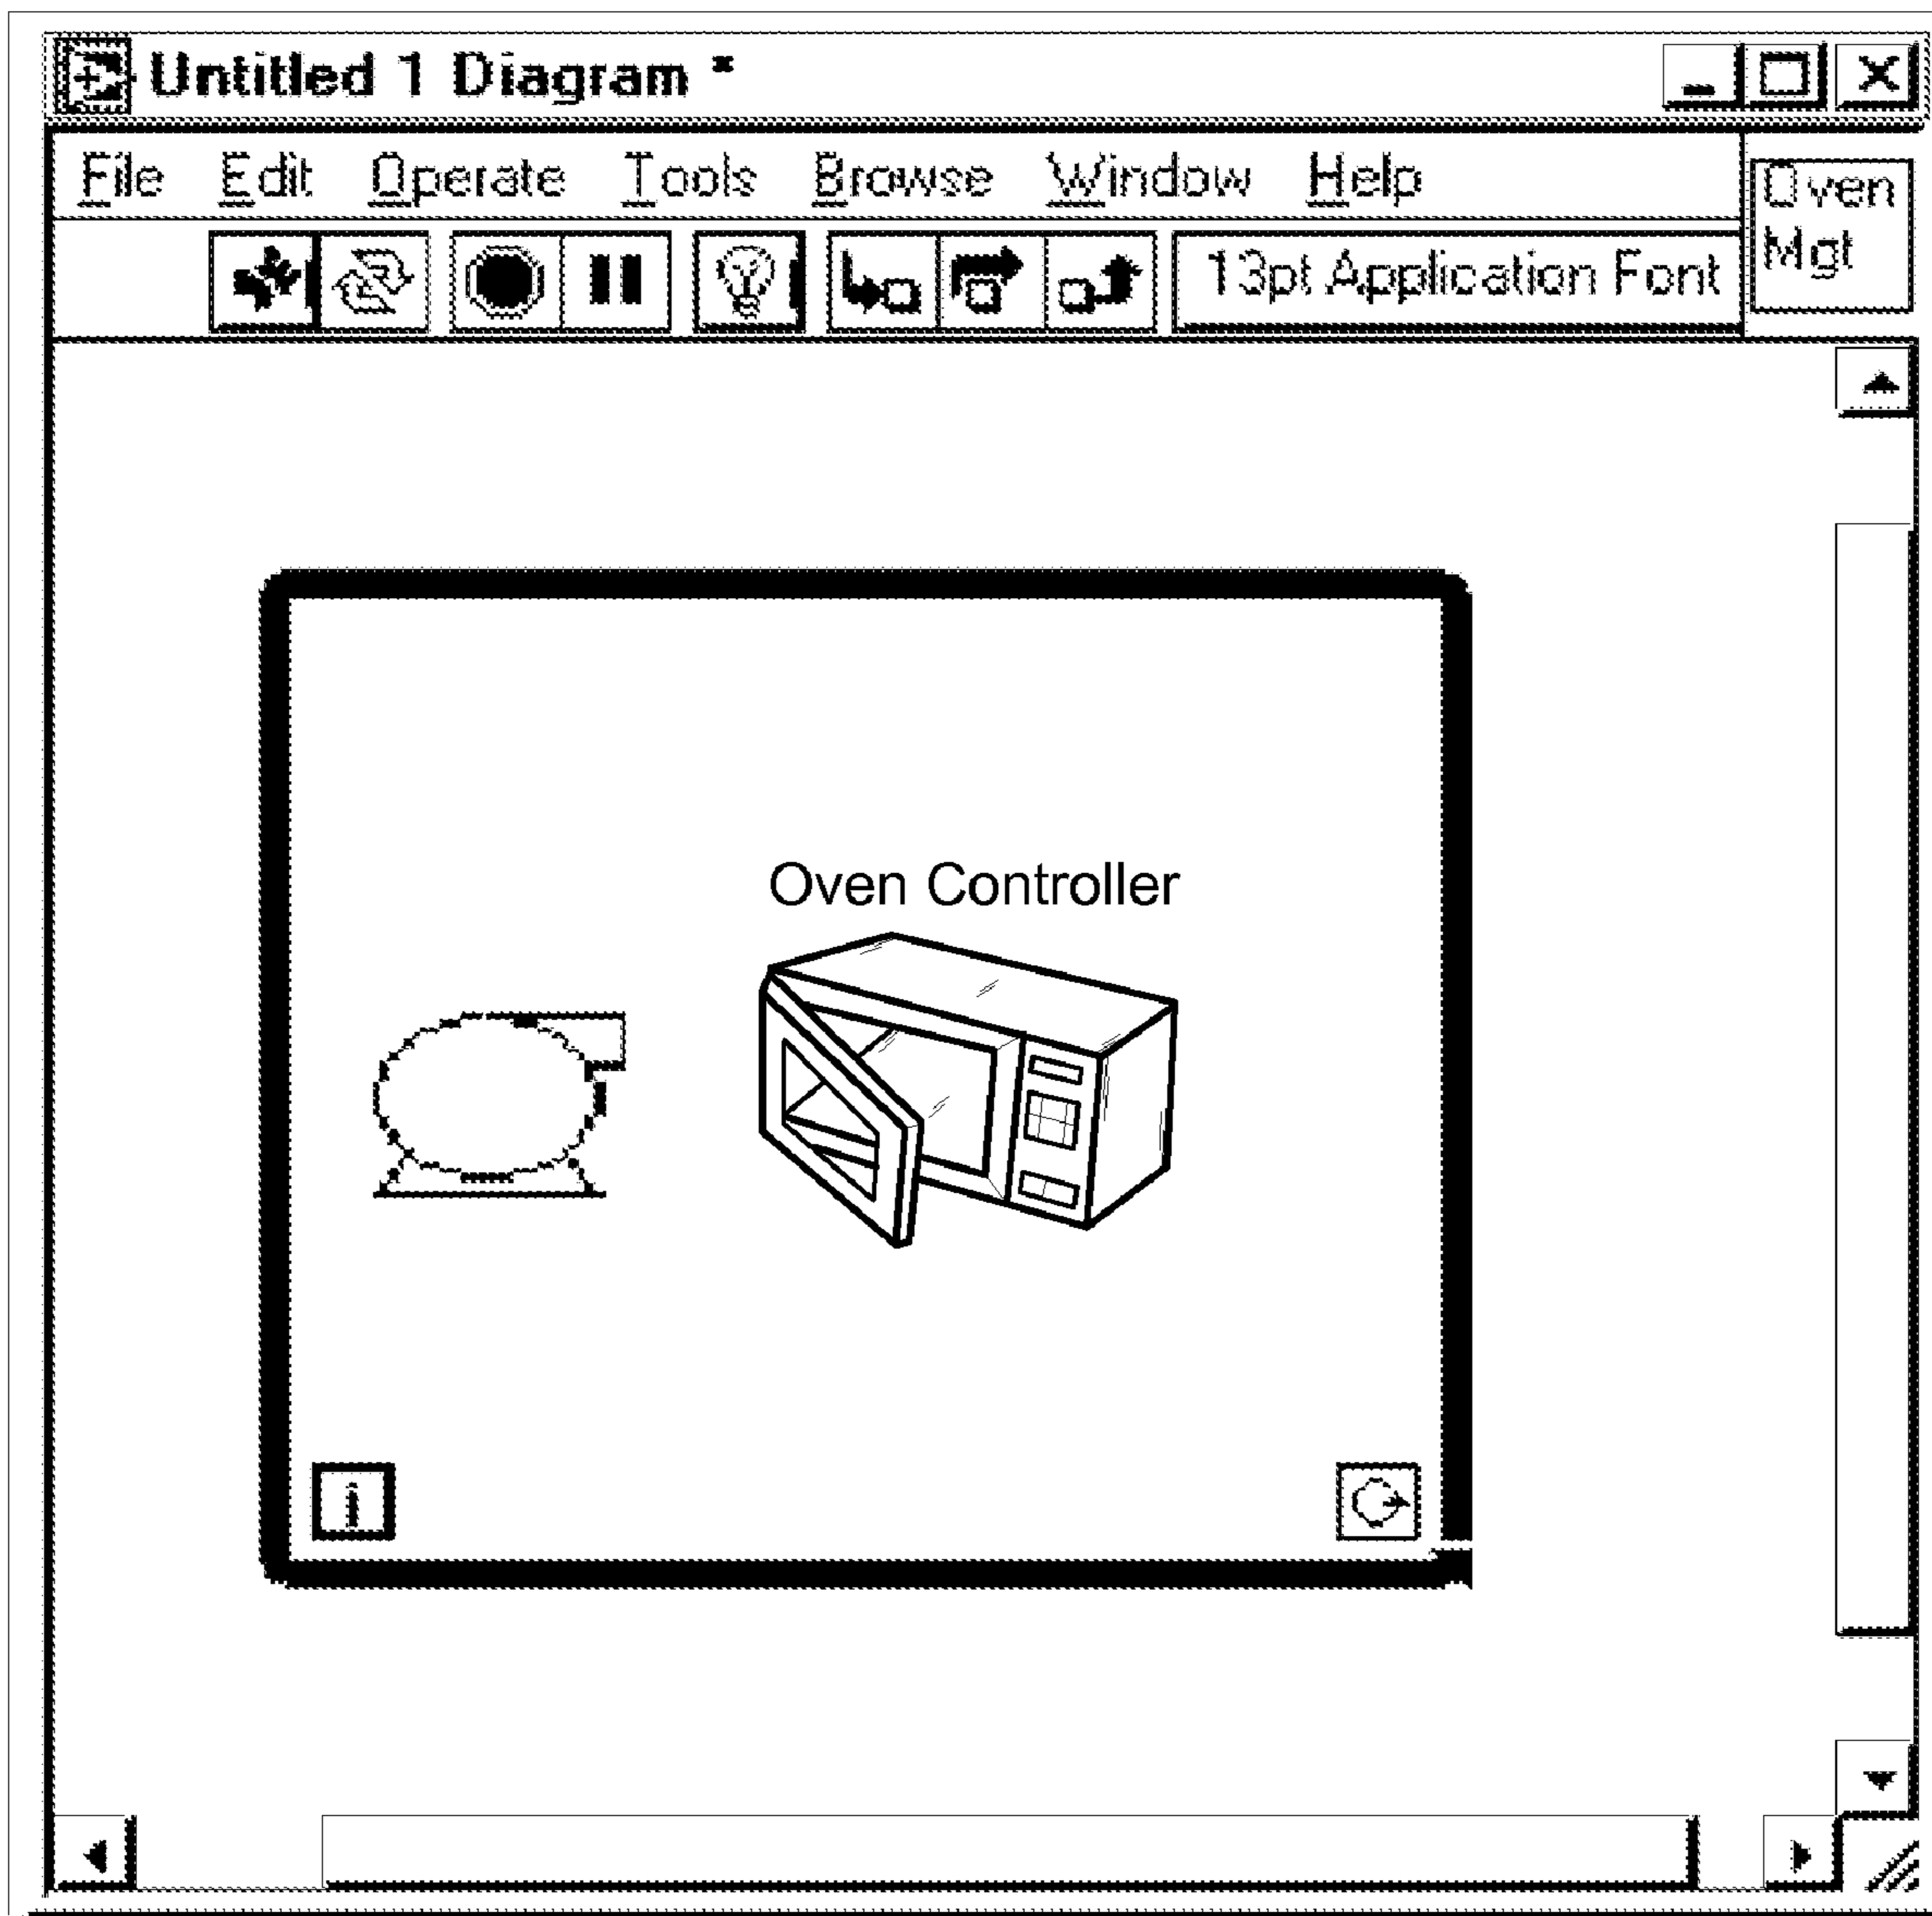 Untitled 1 Diagram *
File Edit Operate Tools Browse Window Help
Oven
Mgt
13pt Application Font
Oven Controller
i